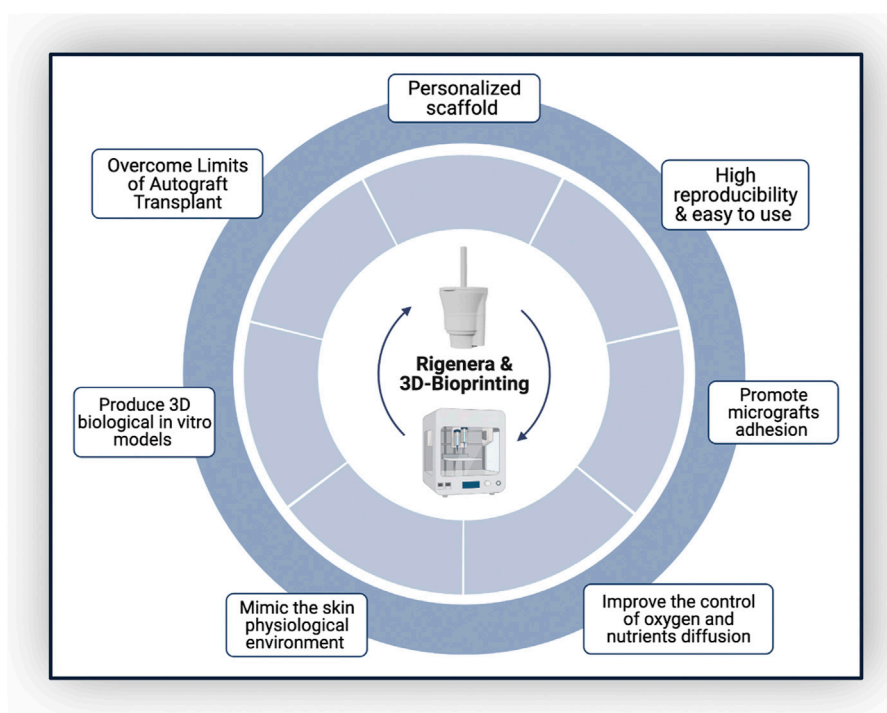 Personalized
scaffold
High
reproducibility
& easy to use
Promote
micrografts
adhesion
Improve the control
of oxygen and
nutrients diffusion
Mimic the skin
physiological
environment
Produce 3D
biological in vitro
models
Overcome Limits
of Autograft
Transplant
Rigenera &
3D-Bioprinting